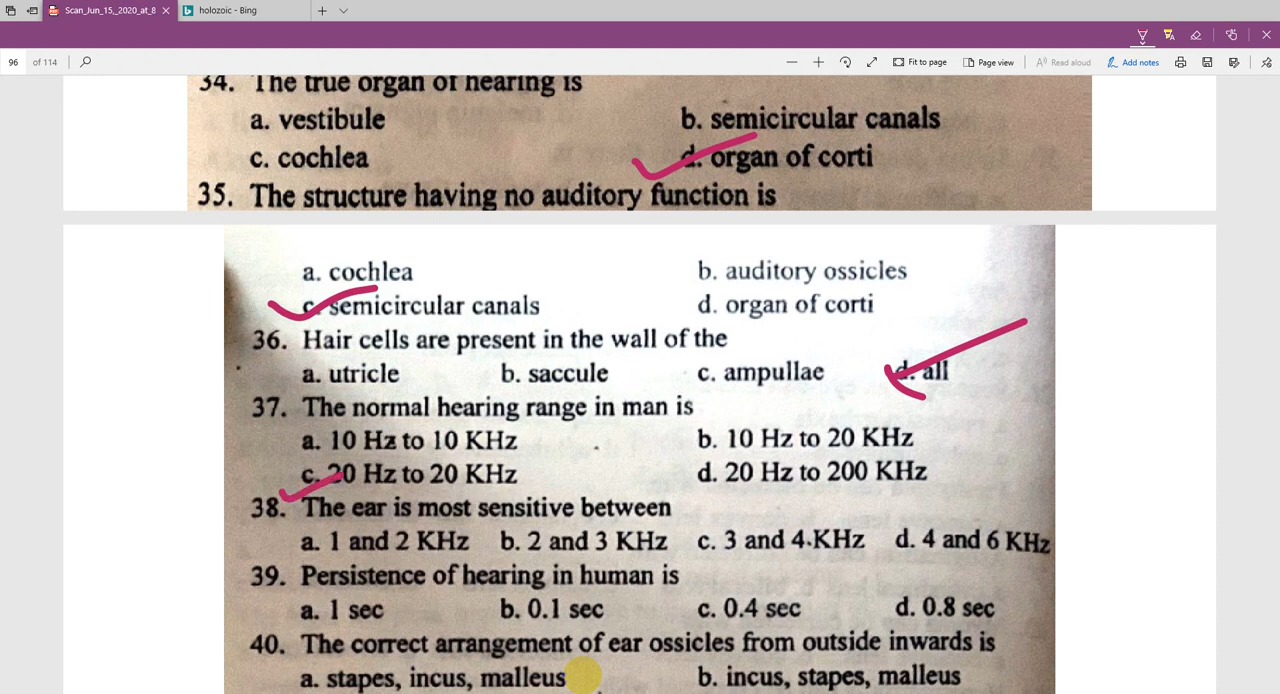 Scan_Jun_15,_2020_at_8
holozoic - Bing
96 of 114
Fit to page
Page view
Read aloud
Add notes
34. The true organ of hearing is
a. vestibule b. semicircular canals
c. cochlea d. organ of corti
35. The structure having no auditory function is
a. cochlea b. auditory ossicles
c. semicircular canals d. organ of corti
36. Hair cells are present in the wall of the
a. utricle b. saccule c. ampullae d. all
37. The normal hearing range in man is
a. 10 Hz to 10 KHz b. 10 Hz to 20 KHz
c. 20 Hz to 20 KHz d. 20 Hz to 200 KHz
38. The ear is most sensitive between
a. 1 and 2 KHz b. 2 and 3 KHz c. 3 and 4 KHz d. 4 and 6 KHz
39. Persistence of hearing in human is
a. 1 sec b. 0.1 sec c. 0.4 sec d. 0.8 sec
40. The correct arrangement of ear ossicles from outside inwards is
a. stapes, incus, malleus b. incus, stapes, malleus